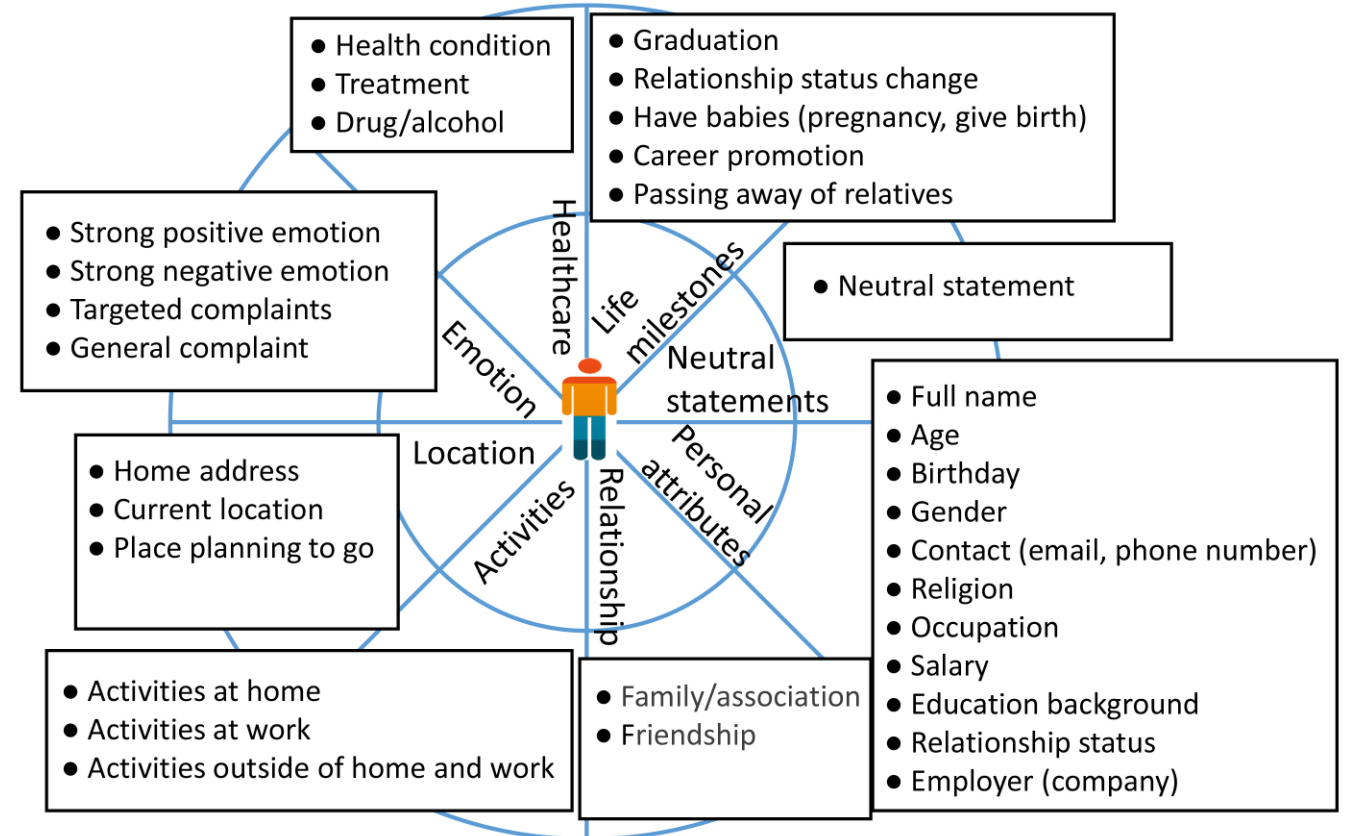 ● Health condition
● Treatment
● Drug/alcohol
● Graduation
● Relationship status change
● Have babies (pregnancy, give birth)
● Career promotion
● Passing away of relatives
● Strong positive emotion
● Strong negative emotion
● Targeted complaints
● General complaint
● Neutral statement
Healthcare
Life
milestones
Emotion
Neutral
statements
Location
Personal
attributes
Activities
Relationship
● Home address
● Current location
● Place planning to go
● Full name
● Age
● Birthday
● Gender
● Contact (email, phone number)
● Religion
● Occupation
● Salary
● Education background
● Relationship status
● Employer (company)
● Activities at home
● Activities at work
● Activities outside of home and work
● Family/association
● Friendship